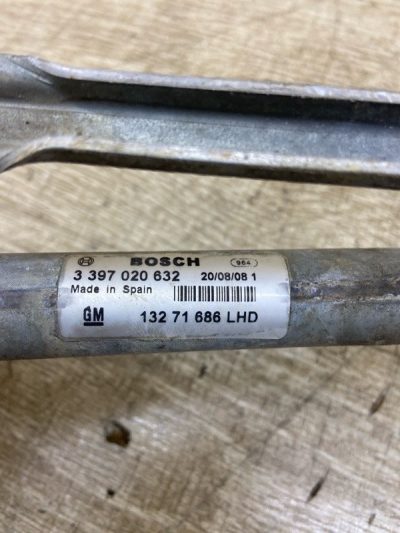 BOSCH 964
3 397 020 632 20/08/08 1
Made in Spain
GM 132 71 686 LHD